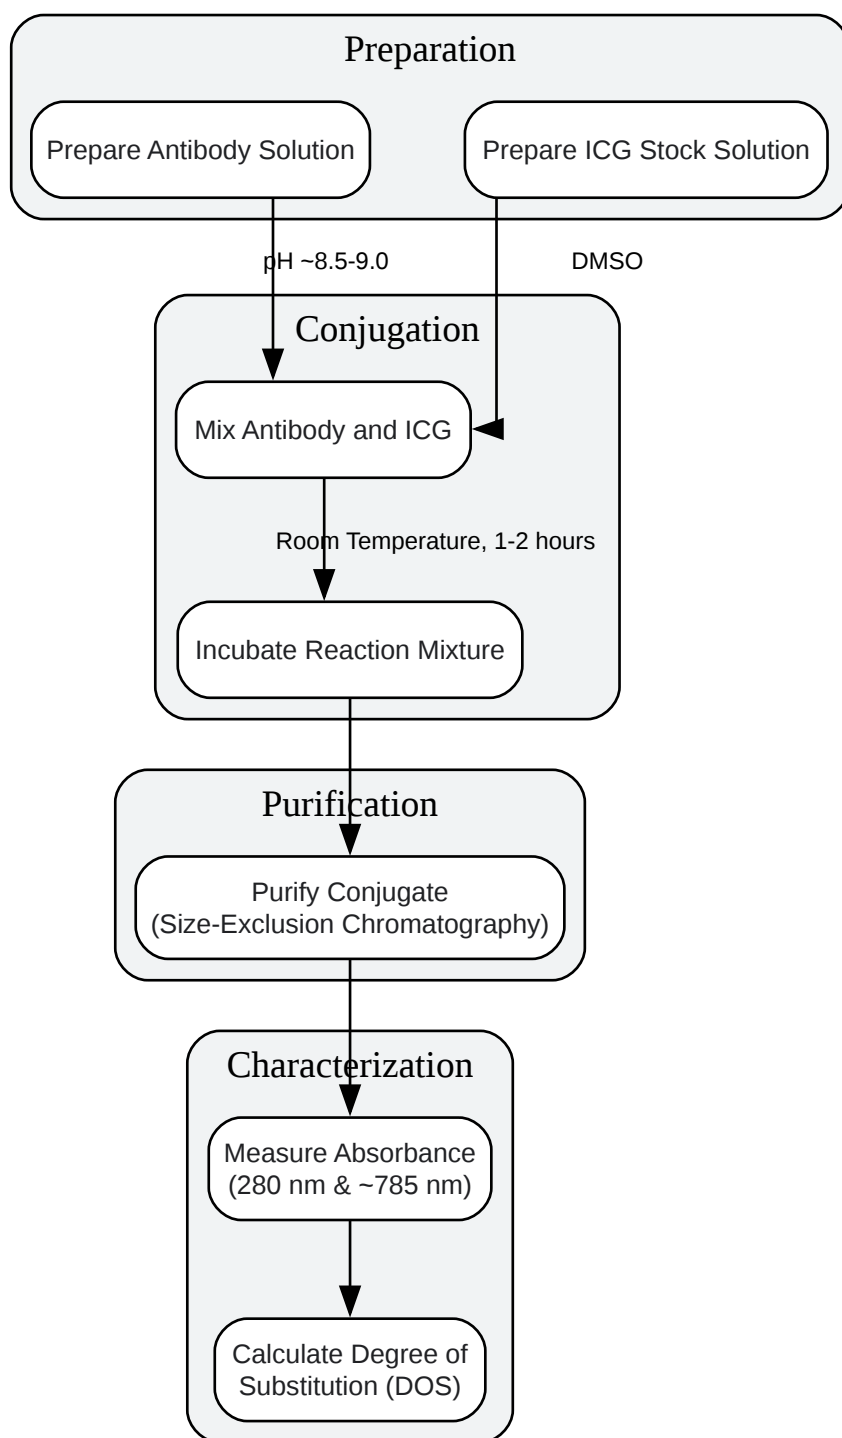 Preparation
Prepare Antibody Solution
Prepare ICG Stock Solution
pH ~8.5-9.0
DMSO
Conjugation
Mix Antibody and ICG
Room Temperature, 1-2 hours
Incubate Reaction Mixture
Purification
Purify Conjugate
(Size-Exclusion Chromatography)
Characterization
Measure Absorbance
(280 nm & ~785 nm)
Calculate Degree of
Substitution (DOS)